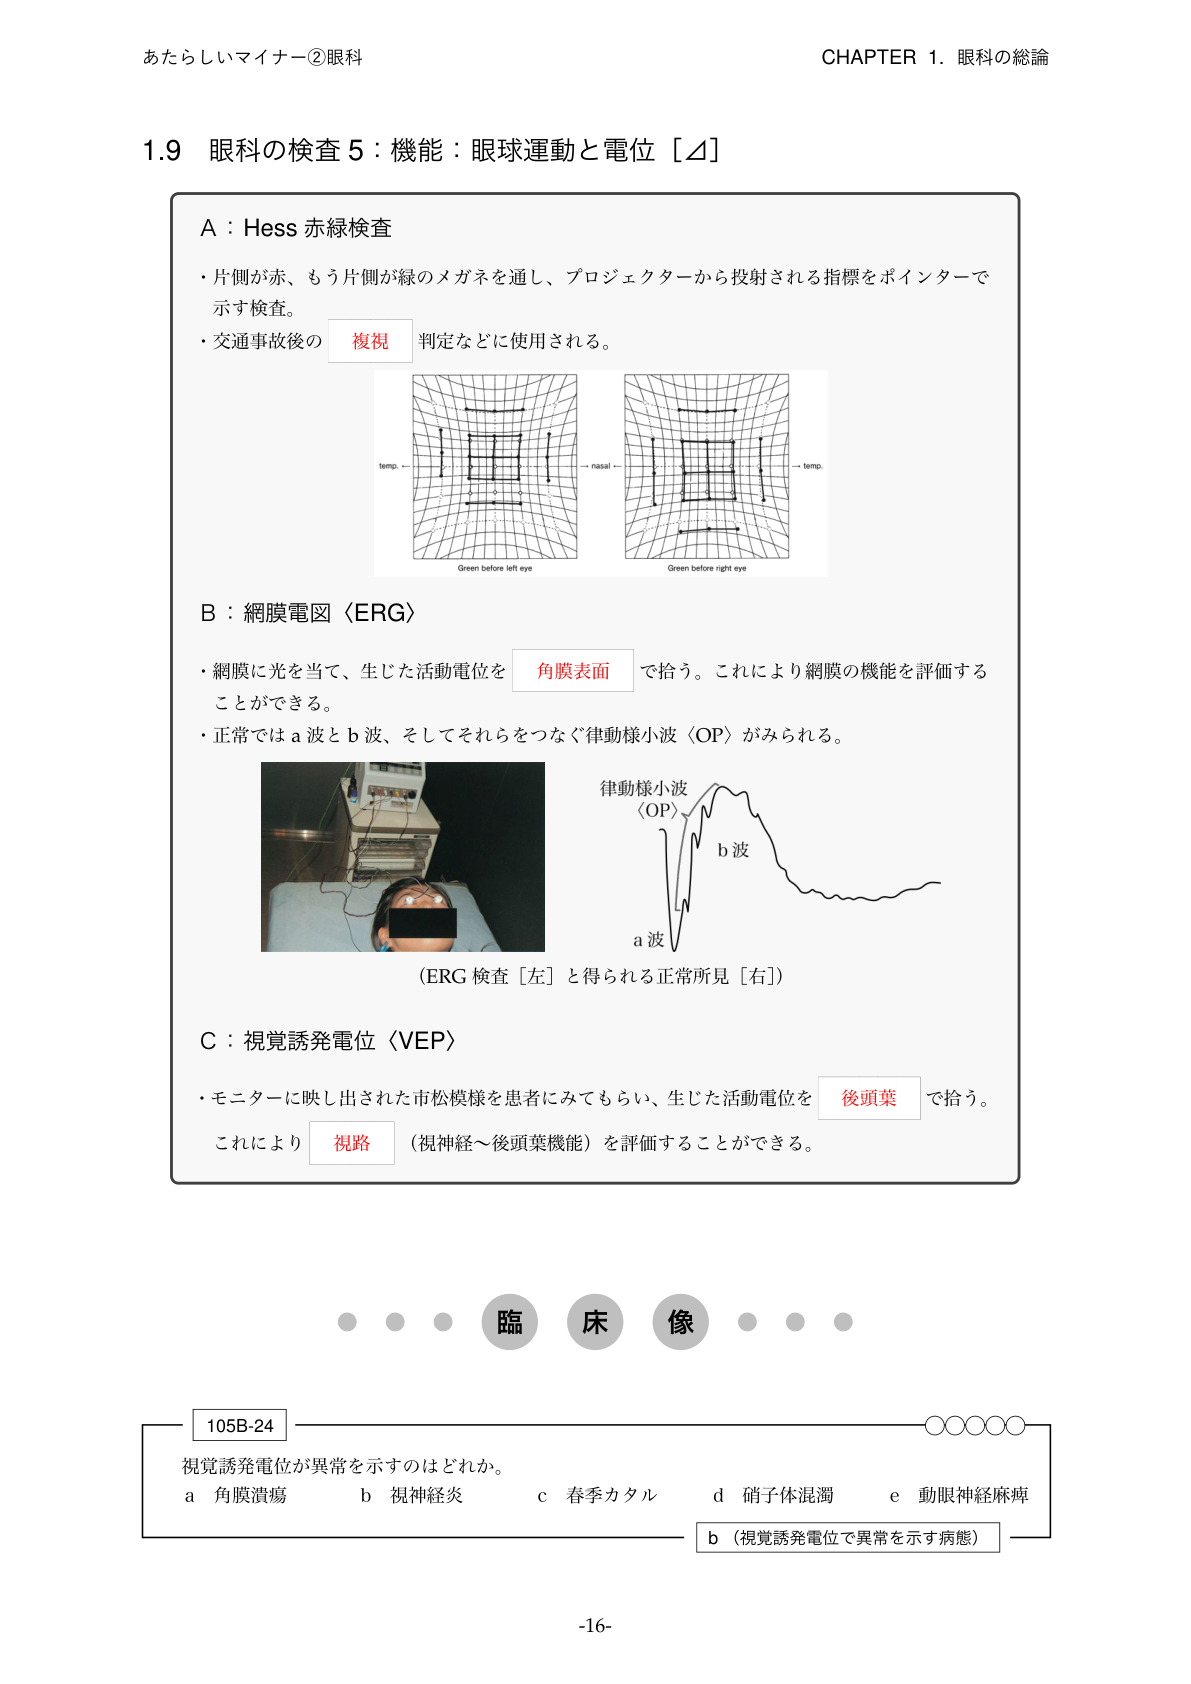 あたらしいマイナー②眼科
CHAPTER 1. 眼科の総論
1.9 眼科の検査 5：機能：眼球運動と電位［⊿］
A：Hess 赤緑検査
・片側が赤、もう片側が緑のメガネを通し、プロジェクターから投射される指標をポインターで
示す検査。
・交通事故後の 複視 判定などに使用される。
temp. ← → nasal ← → temp.
Green before left eye Green before right eye
B：網膜電図〈ERG〉
・網膜に光を当て、生じた活動電位を 角膜表面 で拾う。これにより網膜の機能を評価する
ことができる。
・正常では a 波と b 波、そしてそれらをつなぐ律動様小波〈OP〉がみられる。
律動様小波
〈OP〉
b 波
a 波
（ERG 検査［左］と得られる正常所見［右］）
C：視覚誘発電位〈VEP〉
・モニターに映し出された市松模様を患者にみてもらい、生じた活動電位を 後頭葉 で拾う。
これにより 視路 （視神経〜後頭葉機能）を評価することができる。
臨床像
105B-24
視覚誘発電位が異常を示すのはどれか。
a 角膜潰瘍 b 視神経炎 c 春季カタル d 硝子体混濁 e 動眼神経麻痺
b （視覚誘発電位で異常を示す病態）
-16-